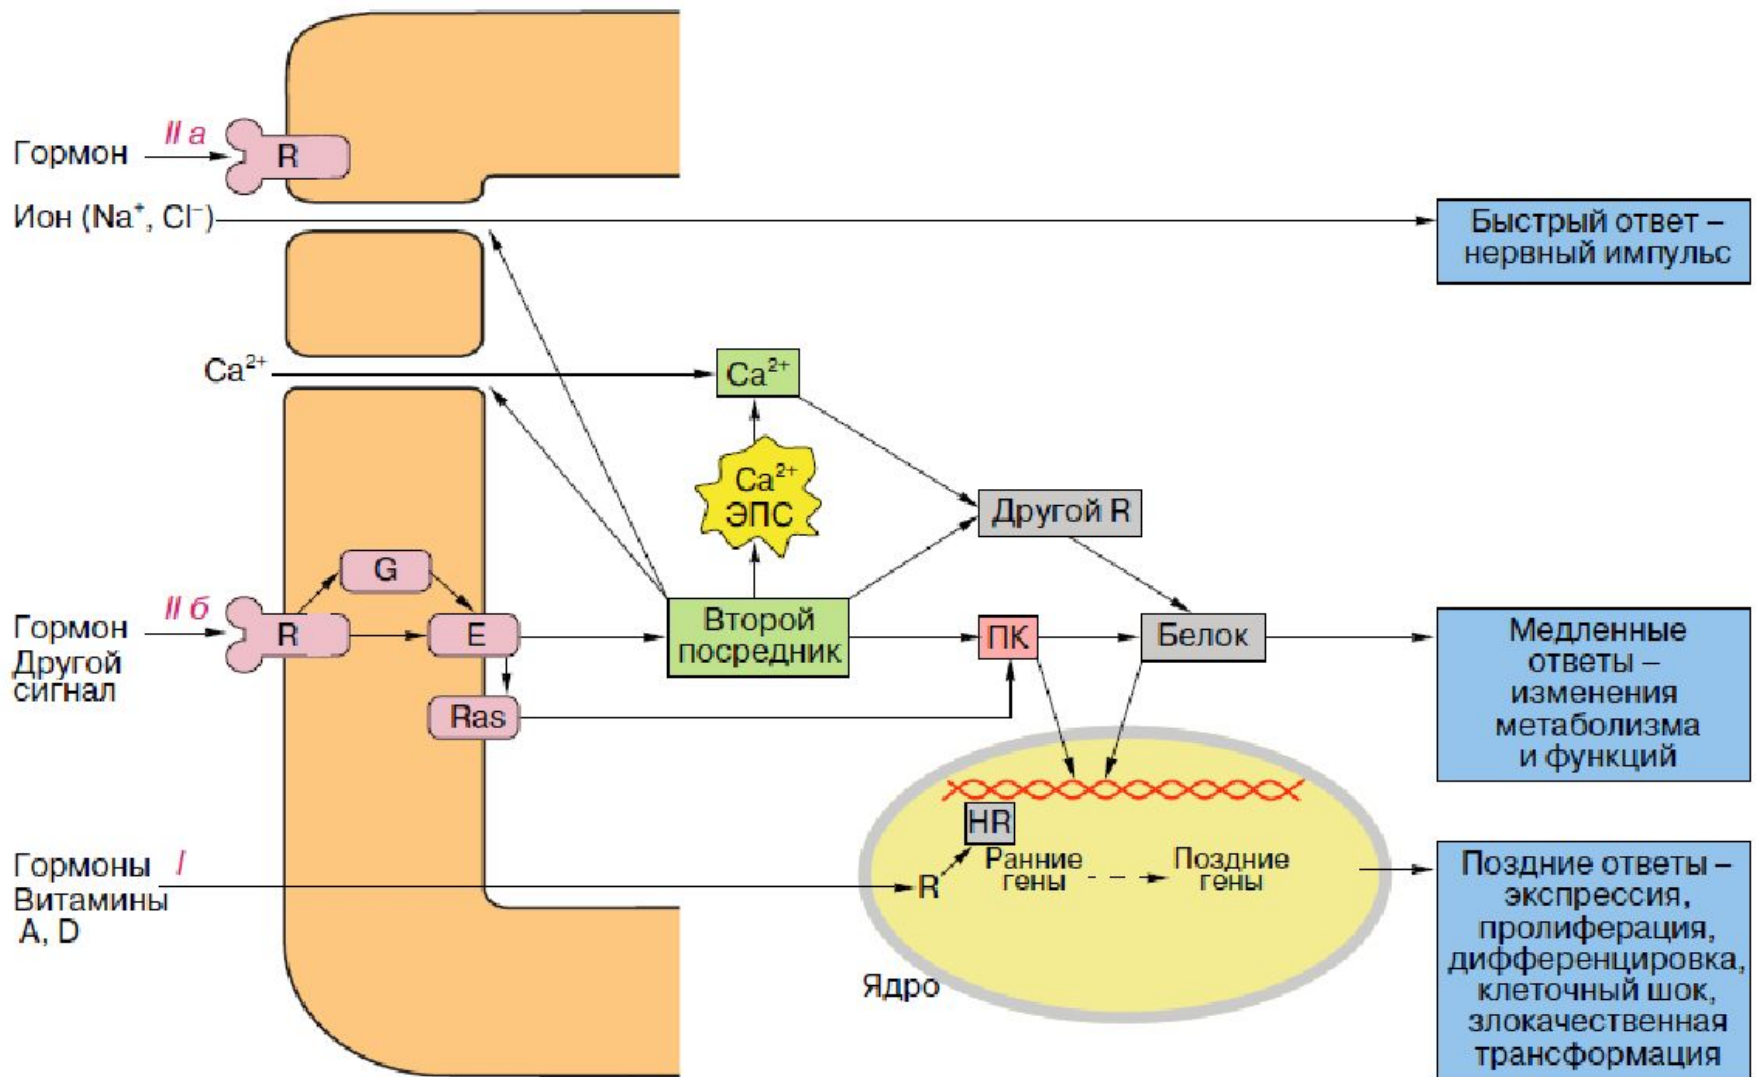 Гормон
II а
R
Ион (Na⁺, Cl⁻)
Быстрый ответ –
нервный импульс
Ca²⁺
Ca²⁺
Ca²⁺
ЭПС
Другой R
G
II б
Гормон
Другой
сигнал
R
E
Ras
Второй
посредник
ПК
Белок
Медленные
ответы –
изменения
метаболизма
и функций
HR
Ранние
гены
Поздние
гены
R
Гормоны
I
Витамины
A, D
Ядро
Поздние ответы –
экспрессия,
пролиферация,
дифференцировка,
клеточный шок,
злокачественная
трансформация